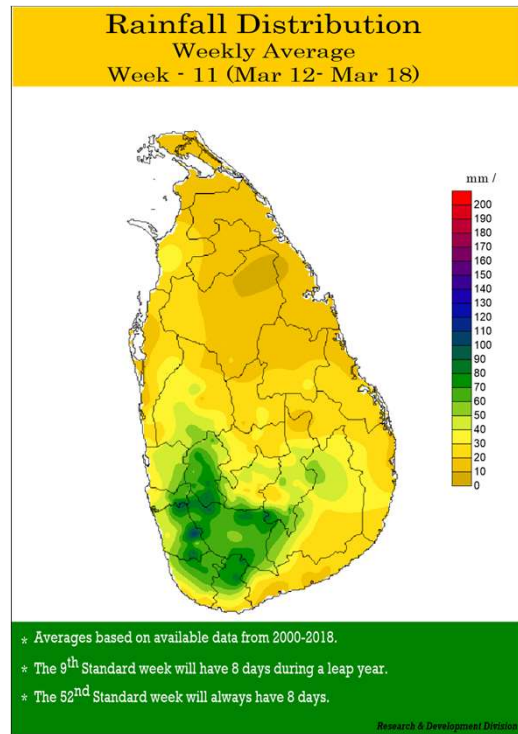 Rainfall Distribution
Weekly Average
Week - 11 (Mar 12- Mar 18)
mm /
200
190
180
170
160
150
140
130
120
110
100
90
80
70
60
50
40
30
20
10
0
* Averages based on available data from 2000-2018.
* The 9th Standard week will have 8 days during a leap year.
* The 52nd Standard week will always have 8 days.
Research & Development Division